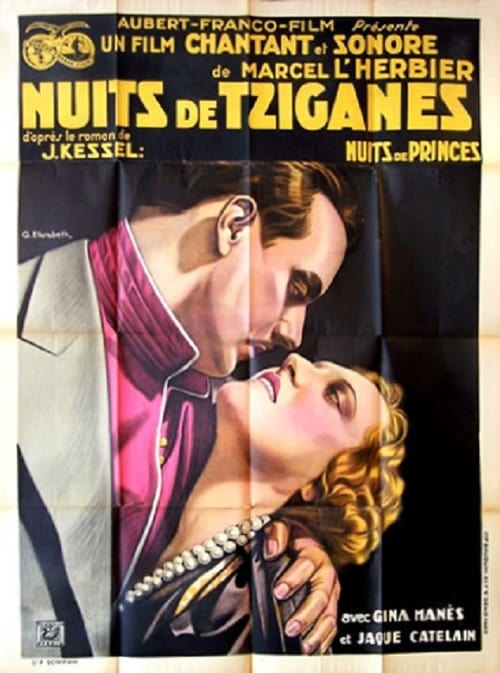 AUBERT-FRANCO-FILM Présente
UN FILM CHANTANT et SONORE
de MARCEL L'HERBIER
NUITS DE TZIGANES
d'après le roman de
J. KESSEL:
NUITS DE PRINCES
G. Elisabeth.
avec GINA MANÈS
et JAQUE CATELAIN